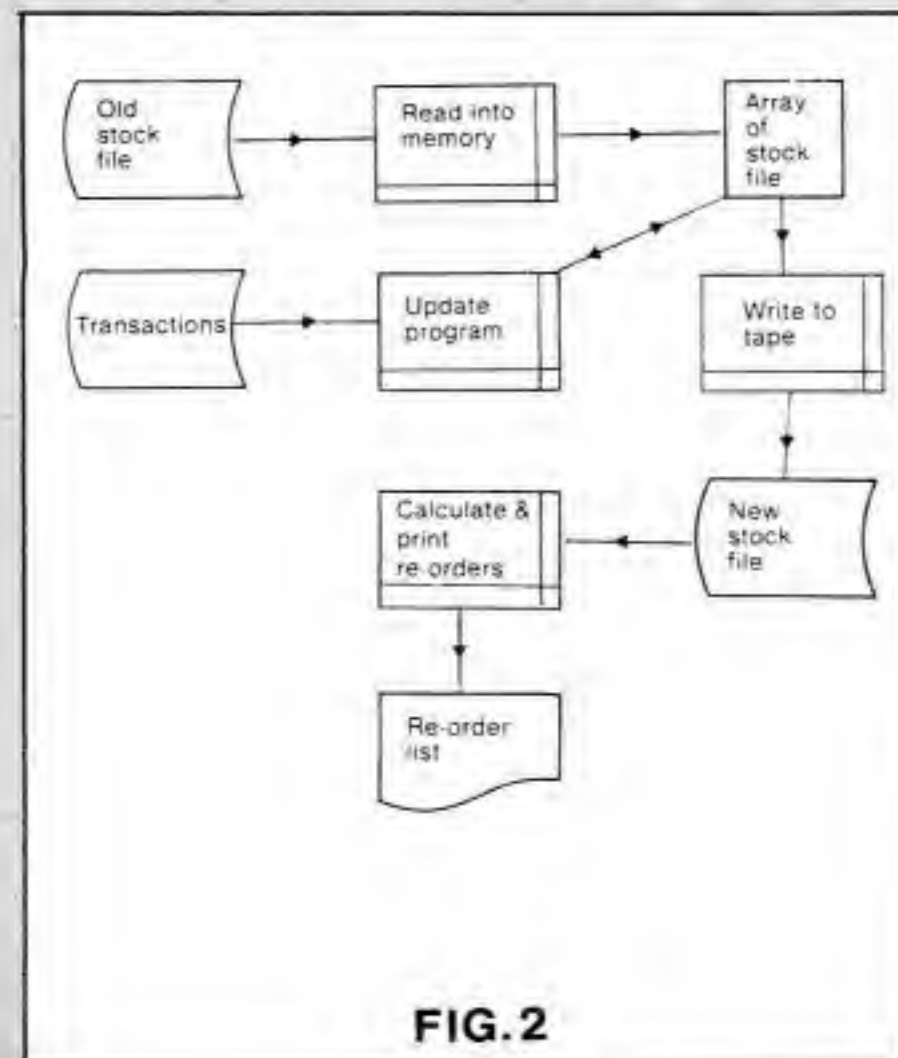 Old
stock
file
Read into
memory
Array
of
stock
file
Transactions
Update
program
Write to
tape
Calculate &
print
re-orders
New
stock
file
Re-order
list
FIG.2